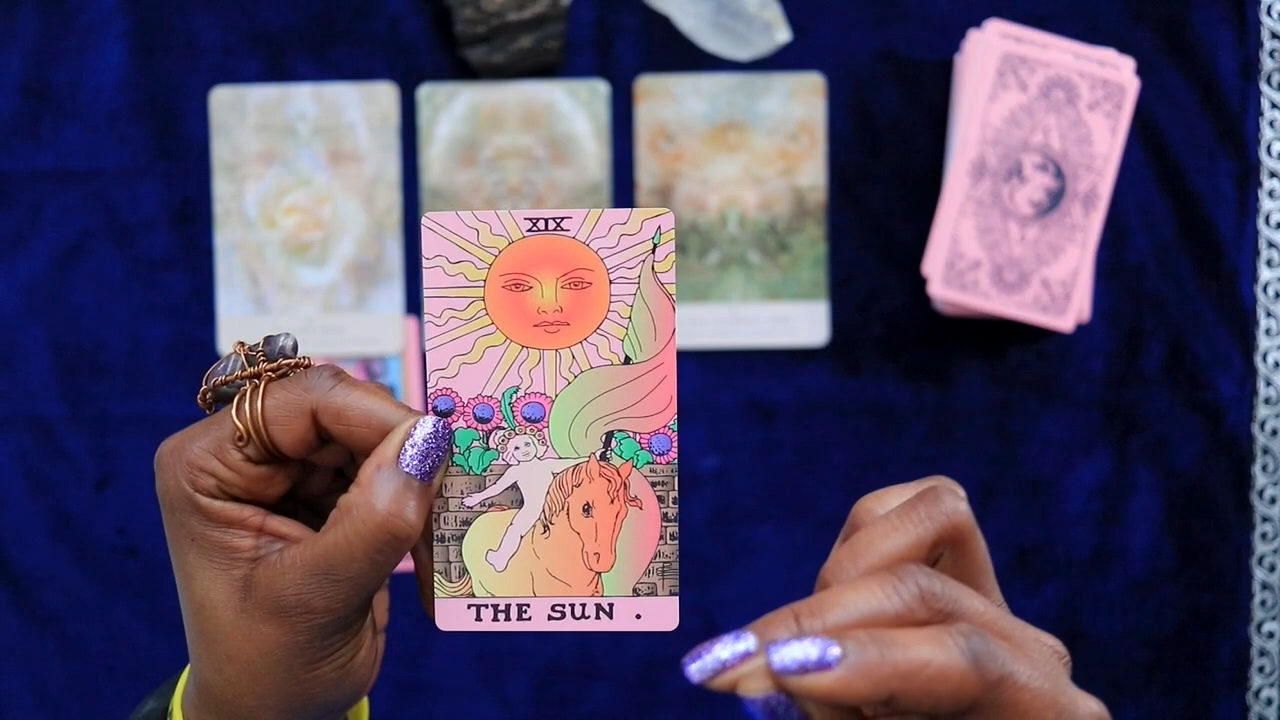 XIX
THE SUN .